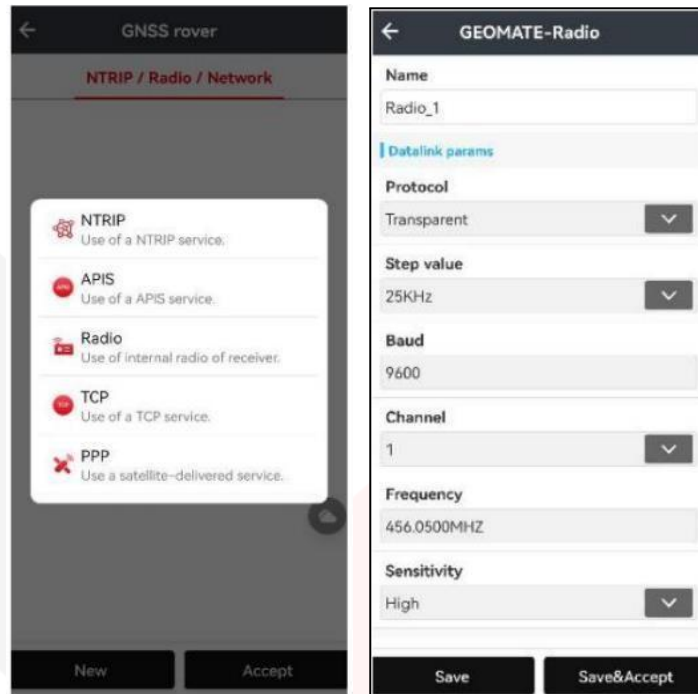 GNSS rover
NTRIP / Radio / Network
NTRIP
Use of a NTRIP service.
APIS
Use of a APIS service.
Radio
Use of internal radio of receiver.
TCP
Use of a TCP service.
PPP
Use a satellite-delivered service.
New
Accept
GEOMATE-Radio
Name
Radio_1
Datalink params
Protocol
Transparent
Step value
25KHz
Baud
9600
Channel
1
Frequency
456.0500MHZ
Sensitivity
High
Save
Save&Accept